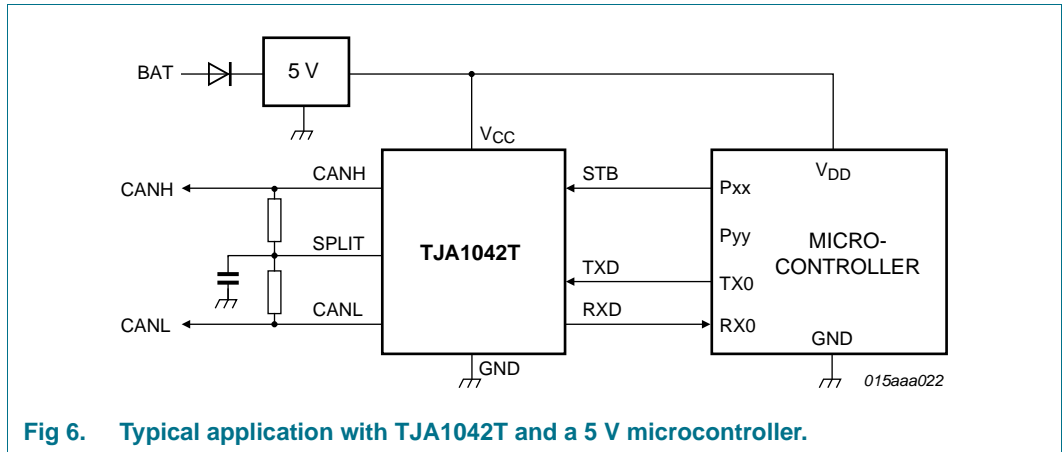 BAT
5 V
VCC
CANH
CANH
STB
Pxx
VDD
SPLIT
TJA1042T
Pyy
MICRO-
CONTROLLER
TXD
TX0
CANL
CANL
RXD
RX0
GND
GND
015aaa022
Fig 6. Typical application with TJA1042T and a 5 V microcontroller.